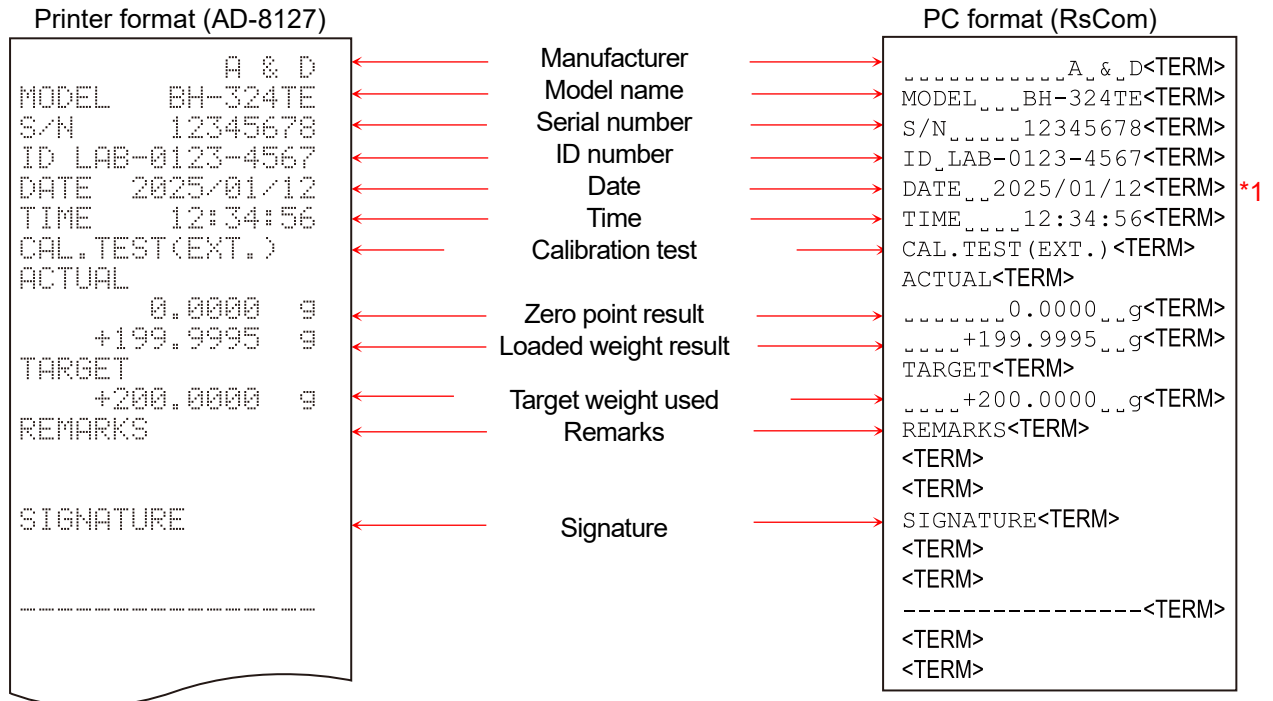 Printer format (AD-8127)
A & D
MODEL BH-324TE
S/N 12345678
ID LAB-0123-4567
DATE 2025/01/12
TIME 12:34:56
CAL.TEST(EXT.)
ACTUAL
0.0000 g
+199.9995 g
TARGET
+200.0000 g
REMARKS
SIGNATURE
----------------
Manufacturer
Model name
Serial number
ID number
Date
Time
Calibration test
Zero point result
Loaded weight result
Target weight used
Remarks
Signature
PC format (RsCom)
␣␣␣␣␣␣␣␣␣␣␣A␣&␣D<TERM>
MODEL␣␣␣BH-324TE<TERM>
S/N␣␣␣␣␣12345678<TERM>
ID␣LAB-0123-4567<TERM>
DATE␣␣2025/01/12<TERM> *1
TIME␣␣␣␣12:34:56<TERM>
CAL.TEST(EXT.)<TERM>
ACTUAL<TERM>
␣␣␣␣␣␣␣0.0000␣␣g<TERM>
␣␣␣␣+199.9995␣␣g<TERM>
TARGET<TERM>
␣␣␣␣+200.0000␣␣g<TERM>
REMARKS<TERM>
<TERM>
<TERM>
SIGNATURE<TERM>
<TERM>
<TERM>
----------------<TERM>
<TERM>
<TERM>